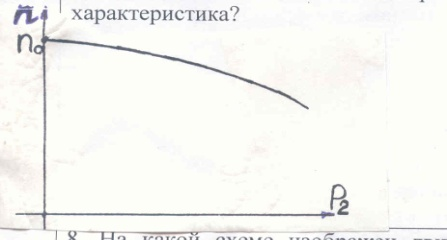 n
характеристика?
n₀
P₂
8. На какой схеме изображен